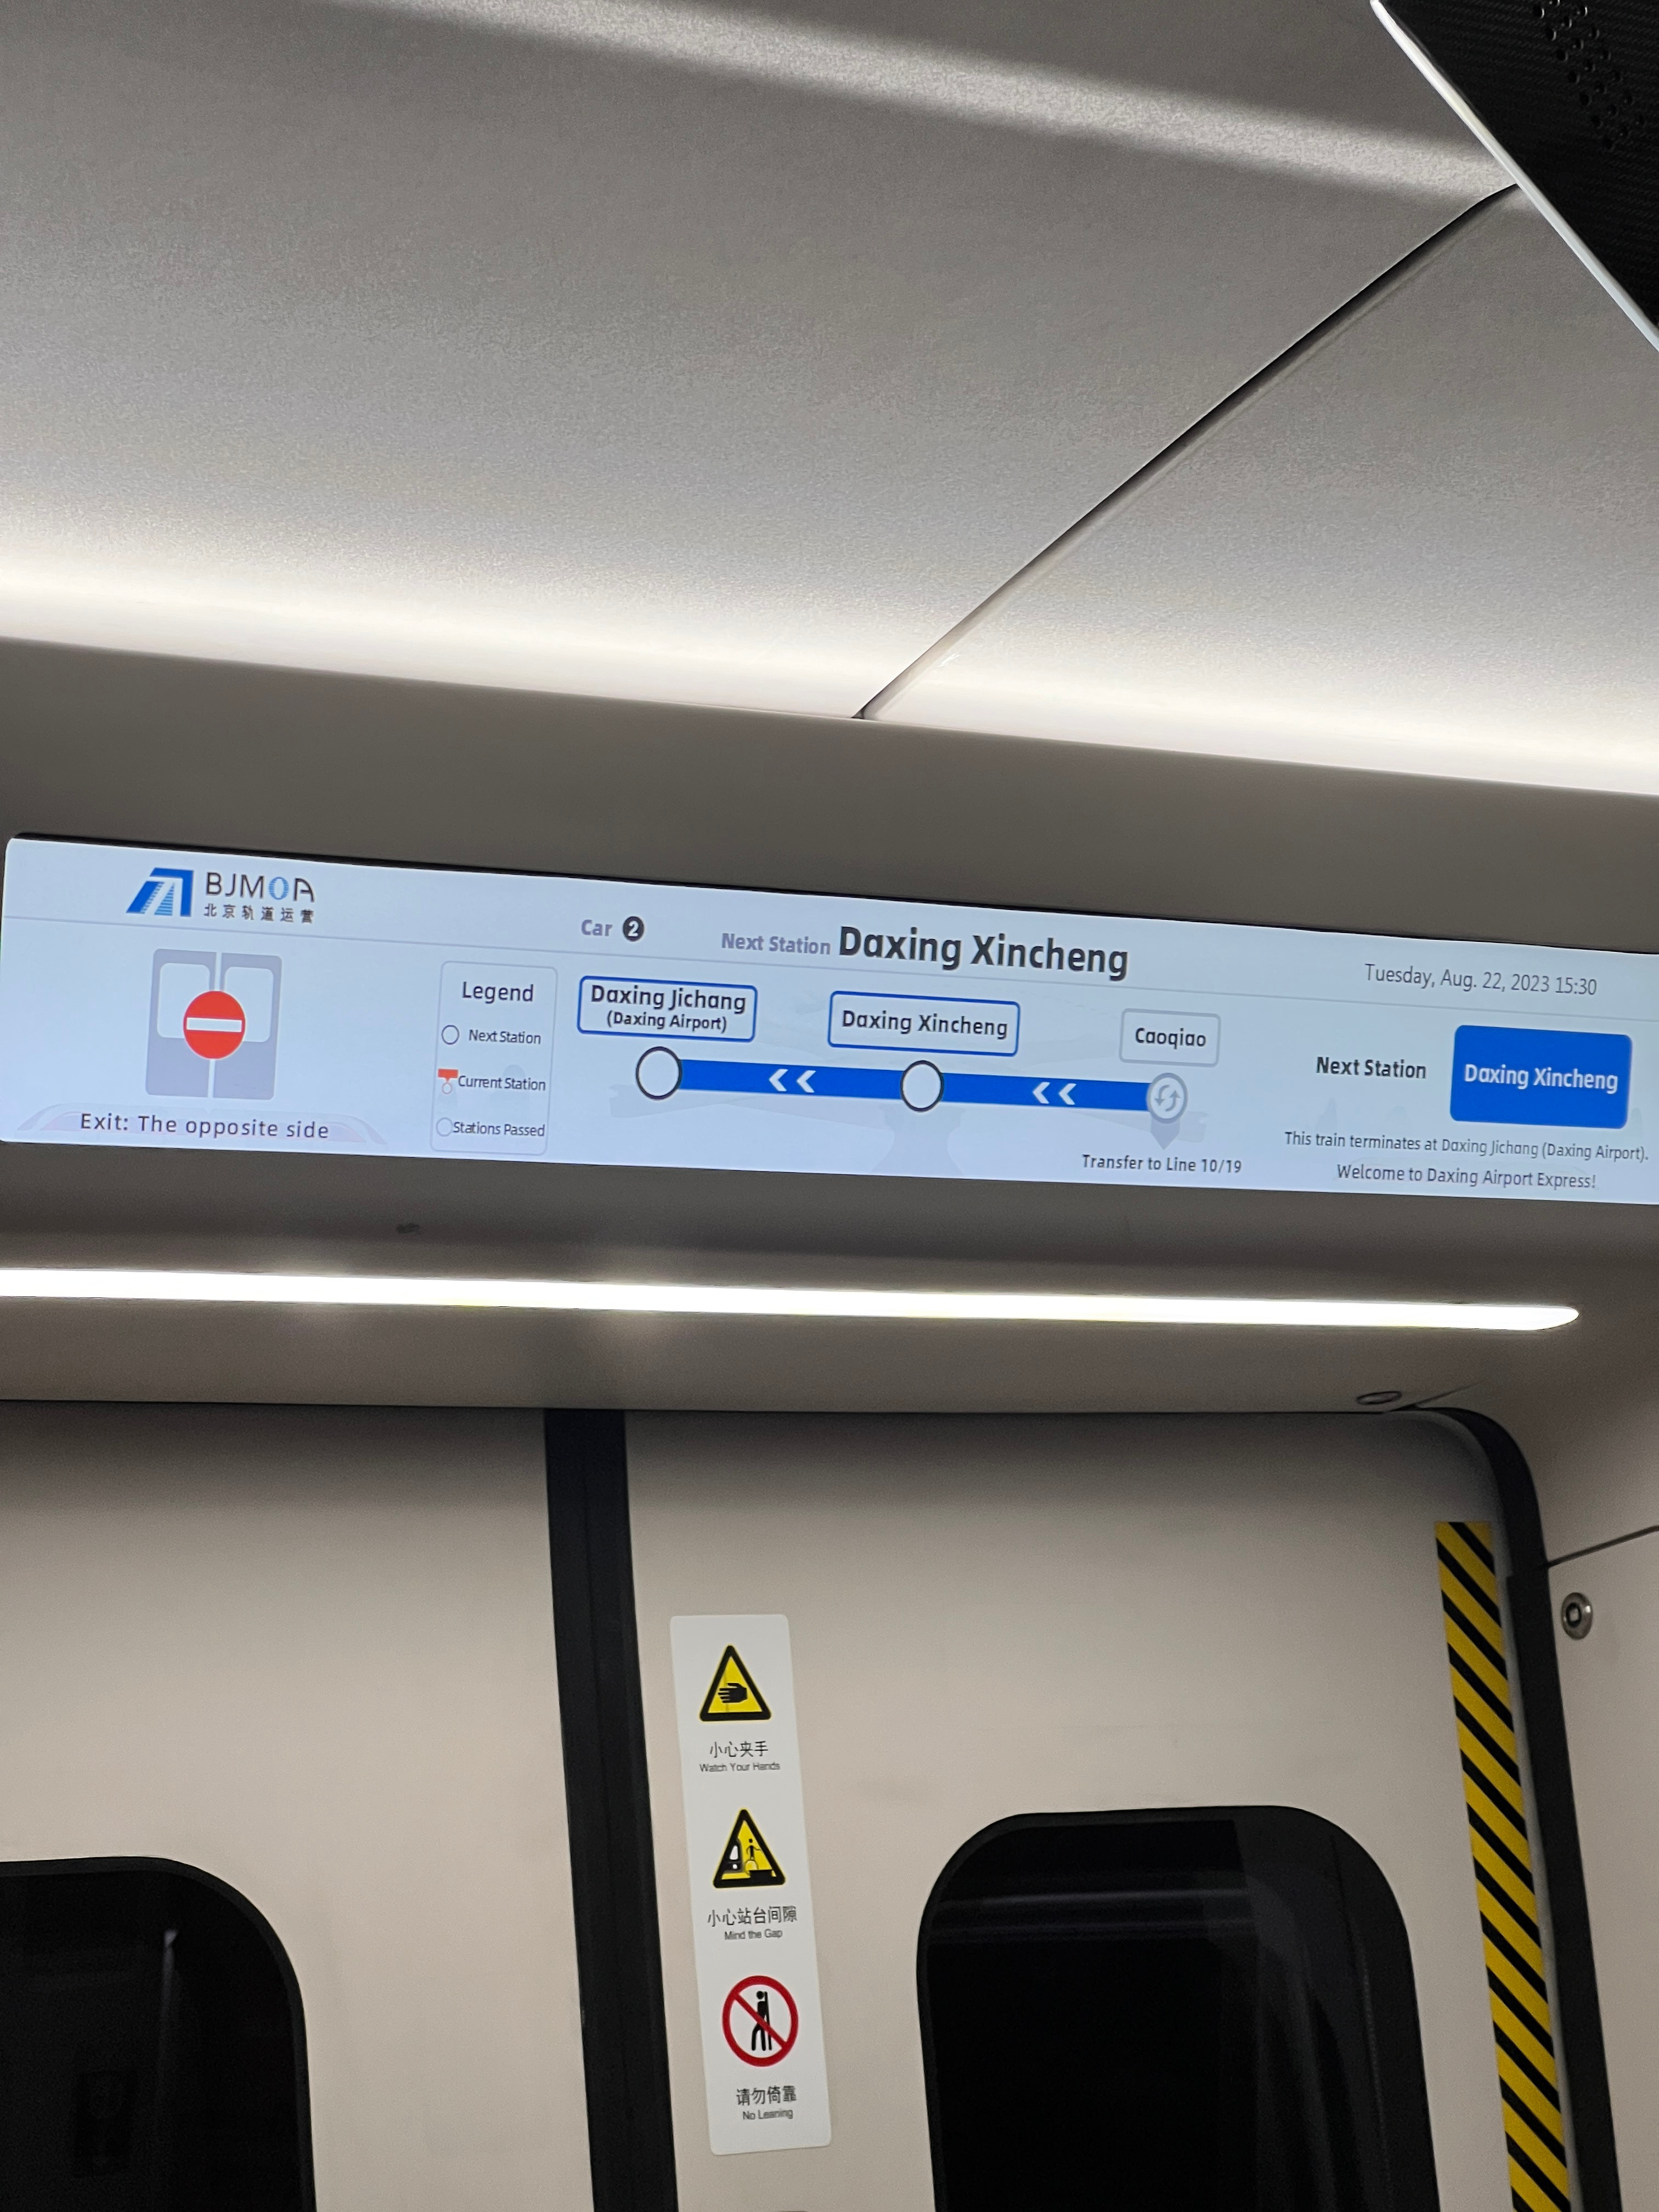 BJMOA
北京轨道运营
Car 2
Next Station Daxing Xincheng
Tuesday, Aug. 22, 2023 15:30
Exit: The opposite side
Legend
Next Station
Current Station
Stations Passed
Daxing Jichang
(Daxing Airport)
Daxing Xincheng
Caoqiao
Transfer to Line 10/19
Next Station
Daxing Xincheng
This train terminates at Daxing Jichang (Daxing Airport).
Welcome to Daxing Airport Express!
小心夹手
Watch Your Hands
小心站台间隙
Mind the Gap
请勿倚靠
No Leaning